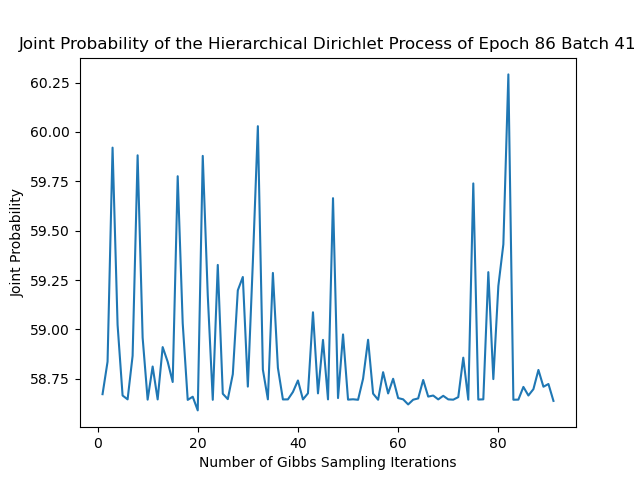 Joint Probability of the Hierarchical Dirichlet Process of Epoch 86 Batch 41
60.25
60.00
59.75
59.50
59.25
59.00
58.75
Joint Probability
0 20 40 60 80
Number of Gibbs Sampling Iterations